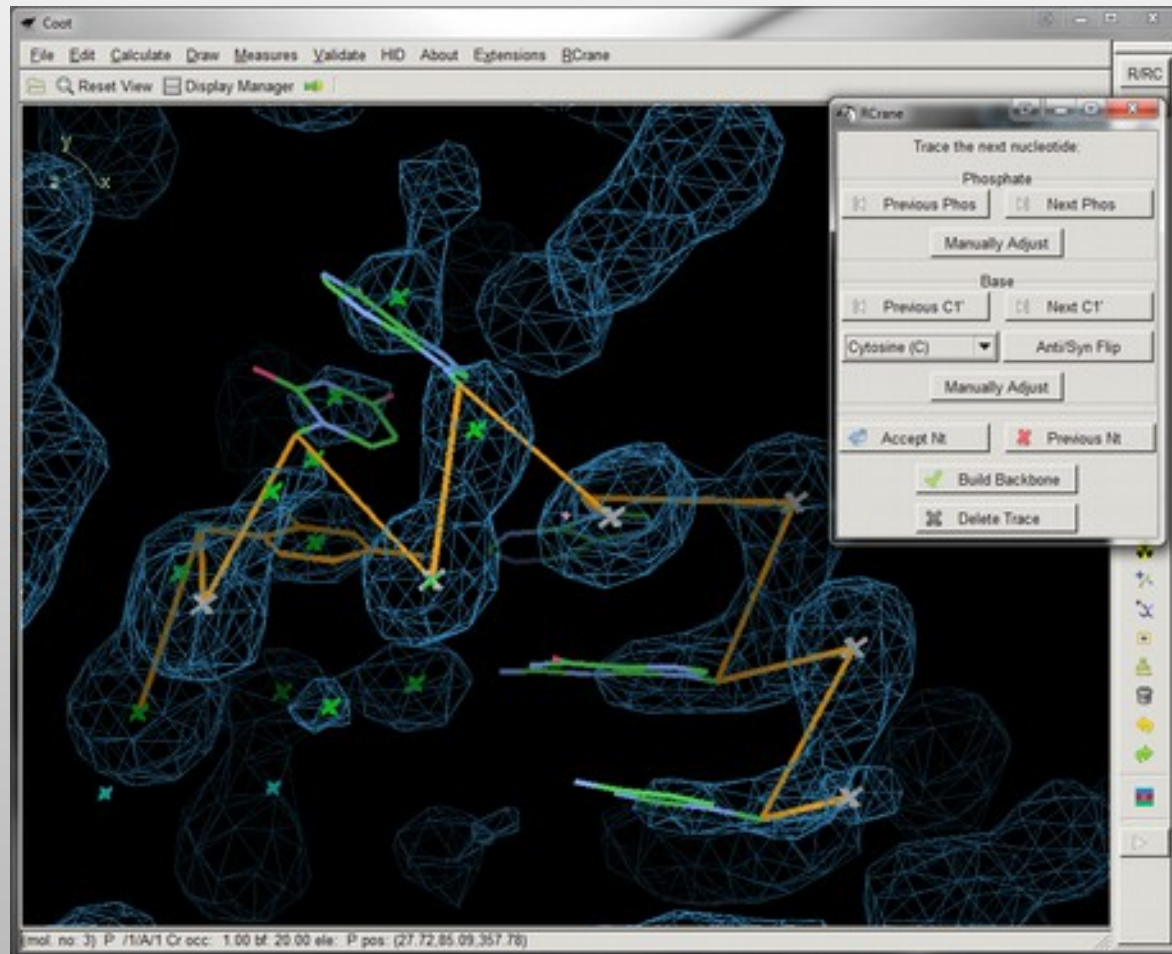 Coot
File Edit Calculate Draw Measures Validate HID About Extensions RCrane
Reset View Display Manager
R/RC
RCrane
Trace the next nucleotide:
Phosphate
Previous Phos Next Phos
Manually Adjust
Base
Previous C1' Next C1'
Cytosine (C) Anti/Syn Flip
Manually Adjust
Accept Nt Previous Nt
Build Backbone
Delete Trace
y
z x
(mol. no: 3) P /1/A/1 Cr occ: 1.00 bf: 20.00 ele: P pos: (27.72,85.09,357.78)